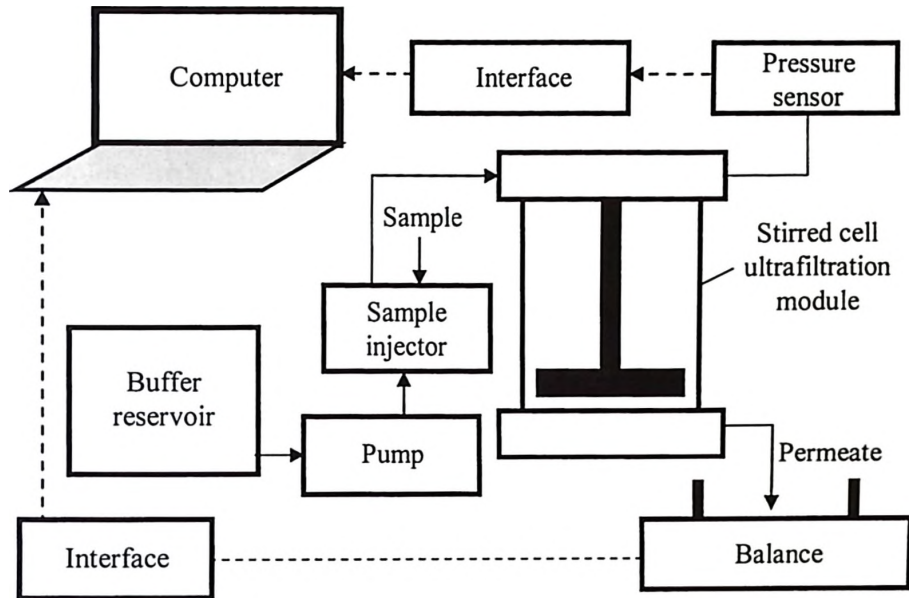 Computer
Interface
Pressure
sensor
Sample
Stirred cell
ultrafiltration
module
Sample
injector
Buffer
reservoir
Pump
Permeate
Interface
Balance